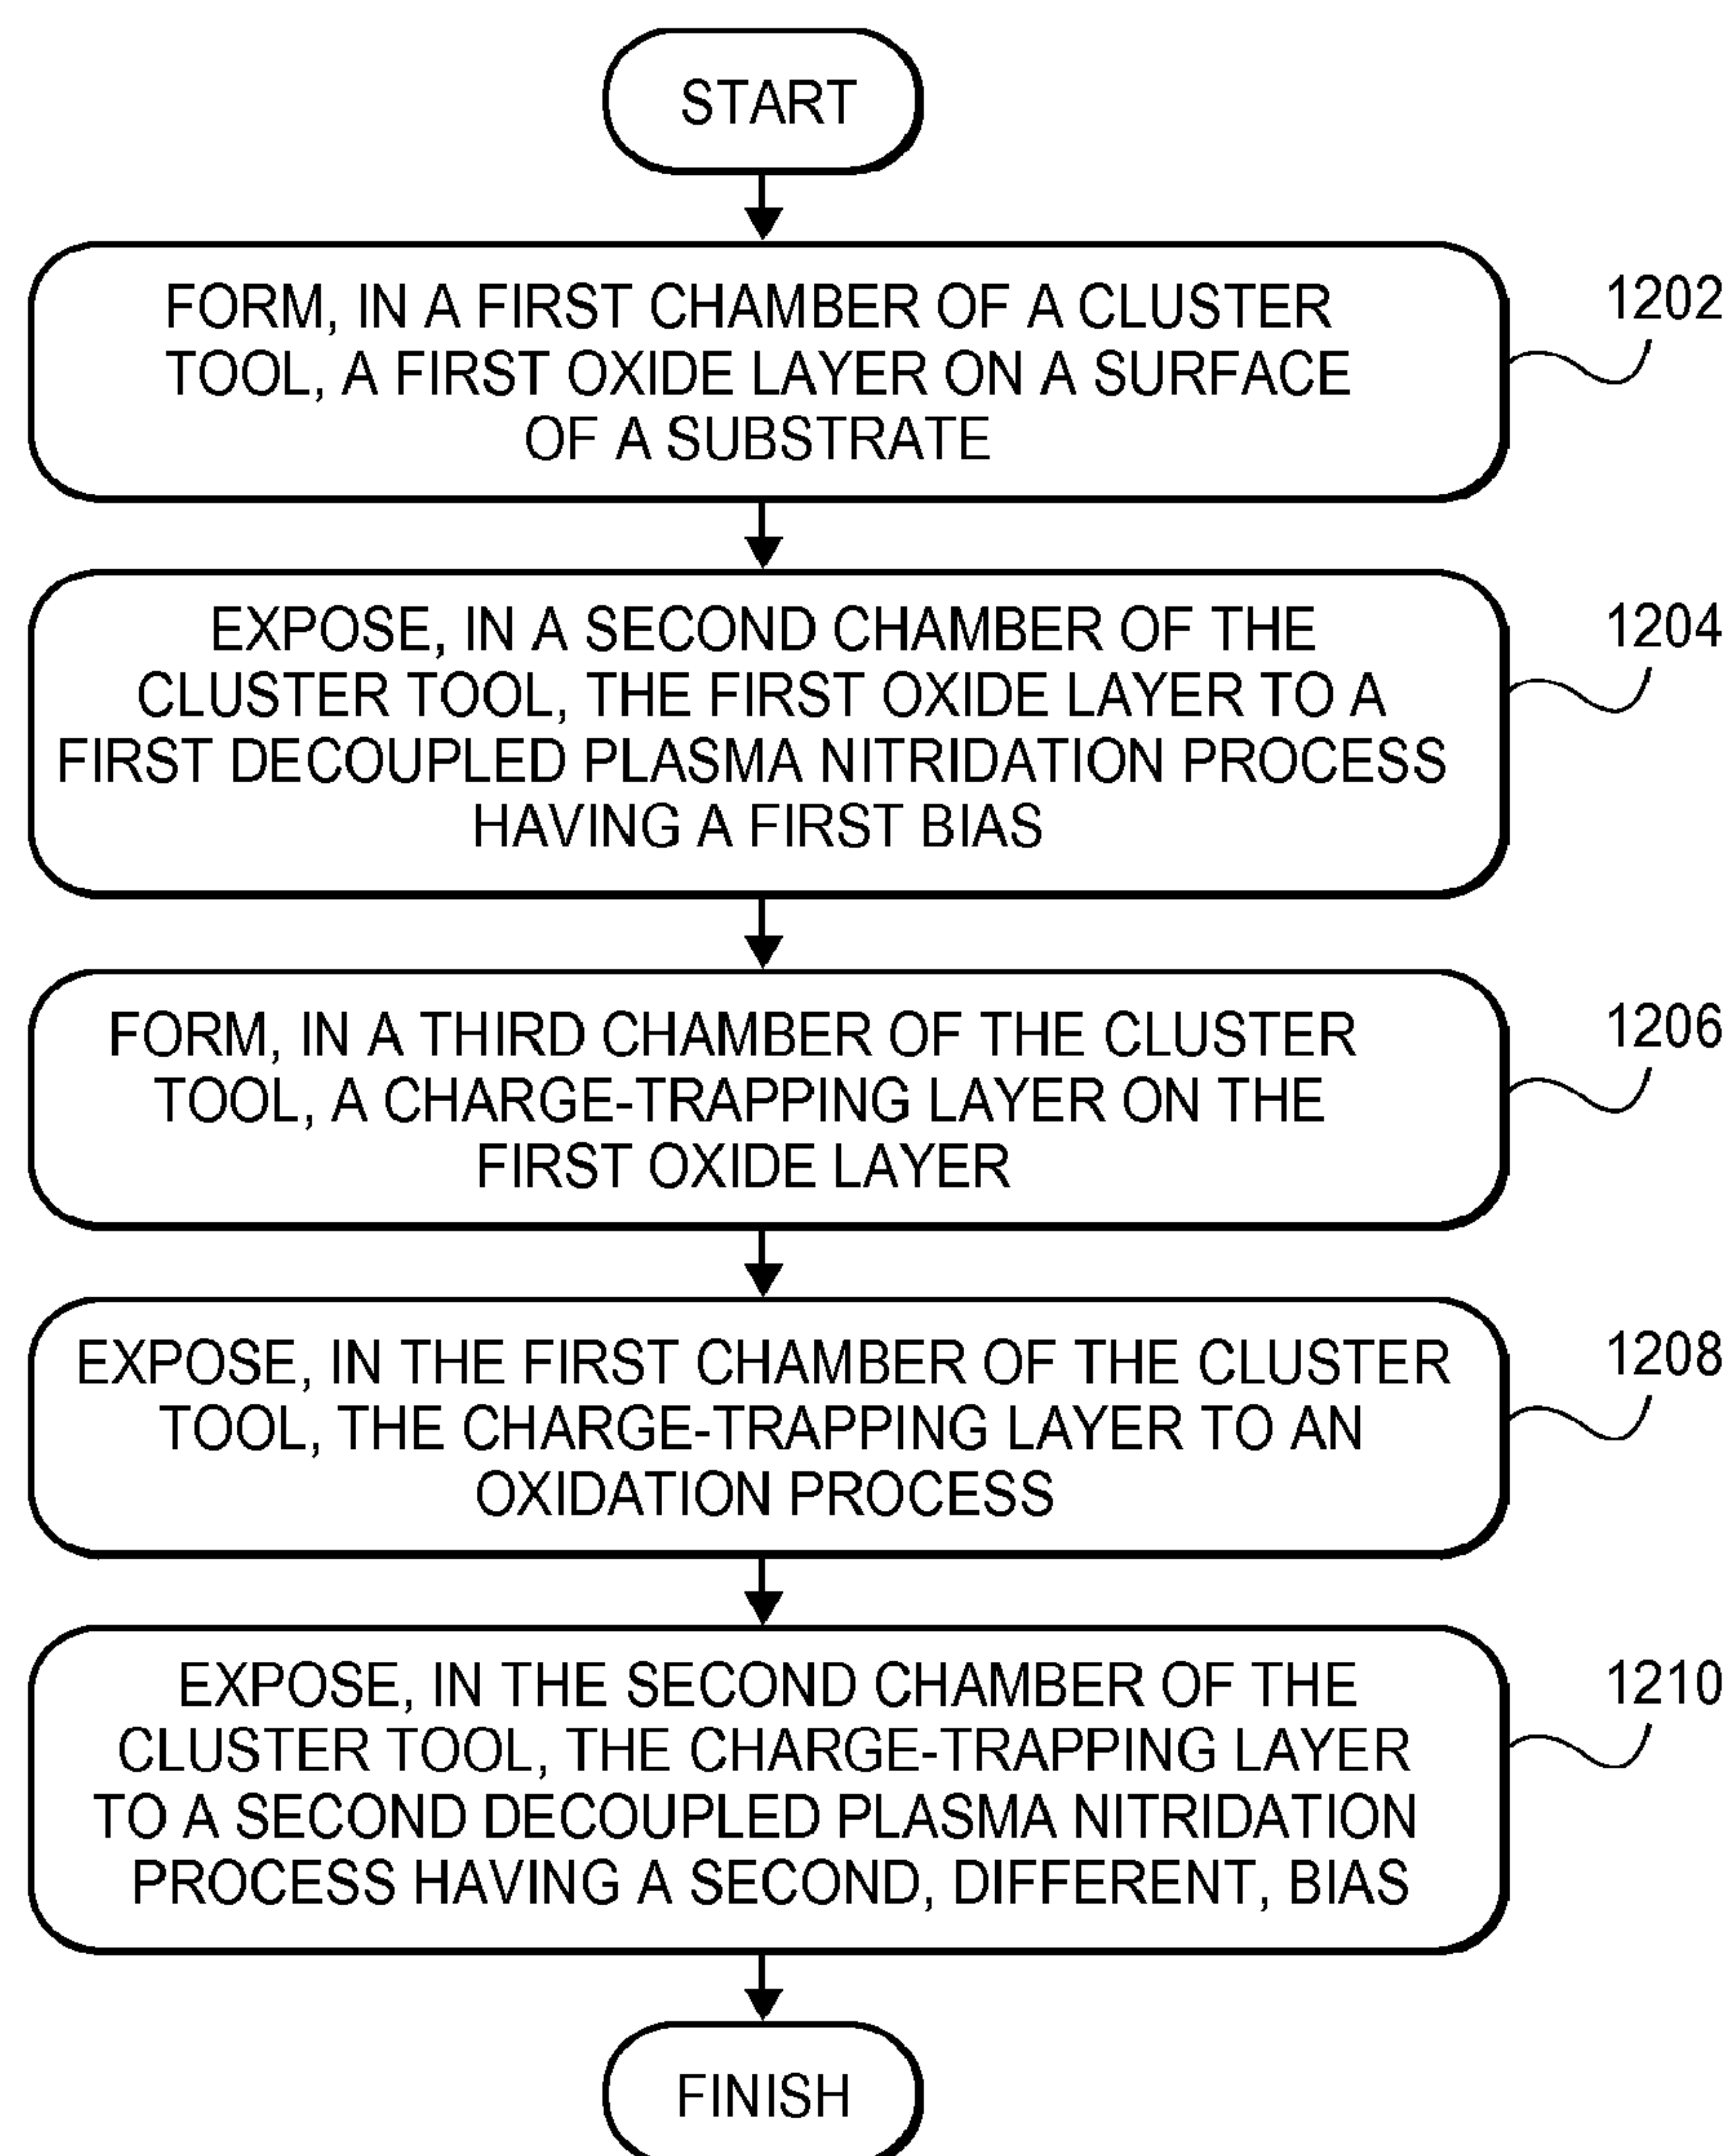 START
FORM, IN A FIRST CHAMBER OF A CLUSTER
TOOL, A FIRST OXIDE LAYER ON A SURFACE
OF A SUBSTRATE
1202
EXPOSE, IN A SECOND CHAMBER OF THE
CLUSTER TOOL, THE FIRST OXIDE LAYER TO A
FIRST DECOUPLED PLASMA NITRIDATION PROCESS
HAVING A FIRST BIAS
1204
FORM, IN A THIRD CHAMBER OF THE CLUSTER
TOOL, A CHARGE-TRAPPING LAYER ON THE
FIRST OXIDE LAYER
1206
EXPOSE, IN THE FIRST CHAMBER OF THE CLUSTER
TOOL, THE CHARGE-TRAPPING LAYER TO AN
OXIDATION PROCESS
1208
EXPOSE, IN THE SECOND CHAMBER OF THE
CLUSTER TOOL, THE CHARGE-TRAPPING LAYER
TO A SECOND DECOUPLED PLASMA NITRIDATION
PROCESS HAVING A SECOND, DIFFERENT, BIAS
1210
FINISH